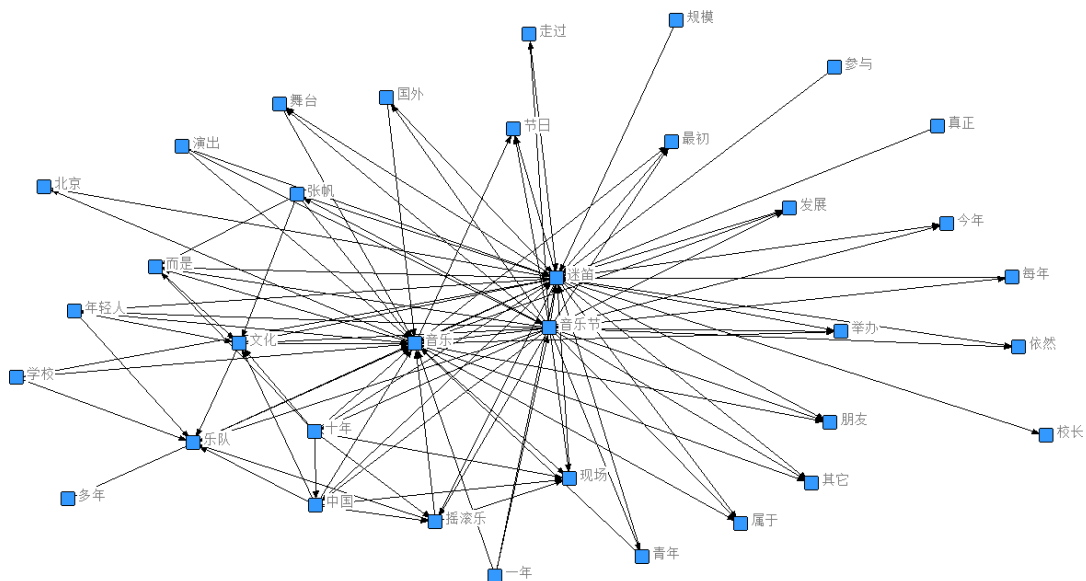 规模
走过
参与
国外
舞台
真正
节日
最初
演出
北京
张帆
发展
今年
而是
迷笛
每年
年轻人
音乐节
举办
文化
音乐
依然
学校
朋友
十年
校长
乐队
现场
其它
多年
中国
摇滚乐
属于
青年
一年